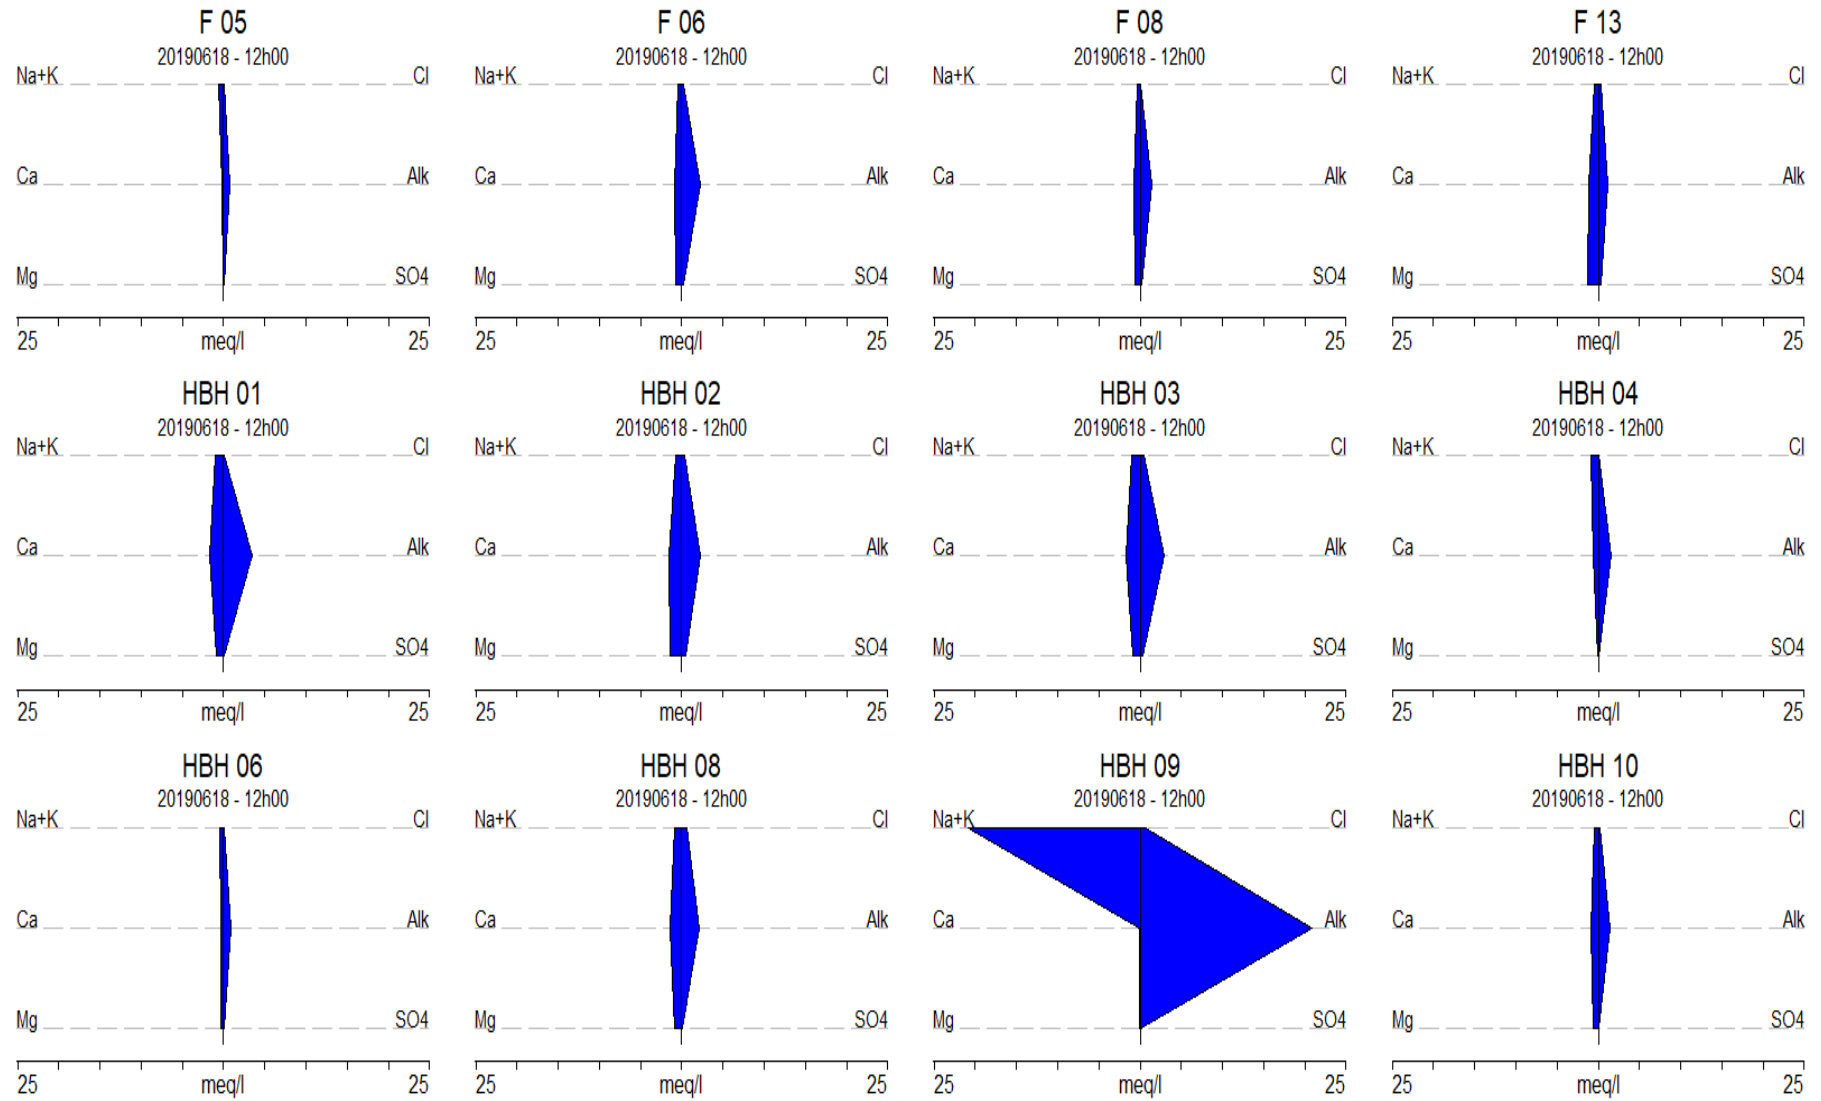 F 05 F 06 F 08 F 13
20190618 - 12h00 20190618 - 12h00 20190618 - 12h00 20190618 - 12h00
Na+K Cl Na+K Cl Na+K Cl Na+K Cl
Ca Alk Ca Alk Ca Alk Ca Alk
Mg SO4 Mg SO4 Mg SO4 Mg SO4
25 meq/l 25 25 meq/l 25 25 meq/l 25 25 meq/l 25
HBH 01 HBH 02 HBH 03 HBH 04
20190618 - 12h00 20190618 - 12h00 20190618 - 12h00 20190618 - 12h00
Na+K Cl Na+K Cl Na+K Cl Na+K Cl
Ca Alk Ca Alk Ca Alk Ca Alk
Mg SO4 Mg SO4 Mg SO4 Mg SO4
25 meq/l 25 25 meq/l 25 25 meq/l 25 25 meq/l 25
HBH 06 HBH 08 HBH 09 HBH 10
20190618 - 12h00 20190618 - 12h00 20190618 - 12h00 20190618 - 12h00
Na+K Cl Na+K Cl Na+K Cl Na+K Cl
Ca Alk Ca Alk Ca Alk Ca Alk
Mg SO4 Mg SO4 Mg SO4 Mg SO4
25 meq/l 25 25 meq/l 25 25 meq/l 25 25 meq/l 25